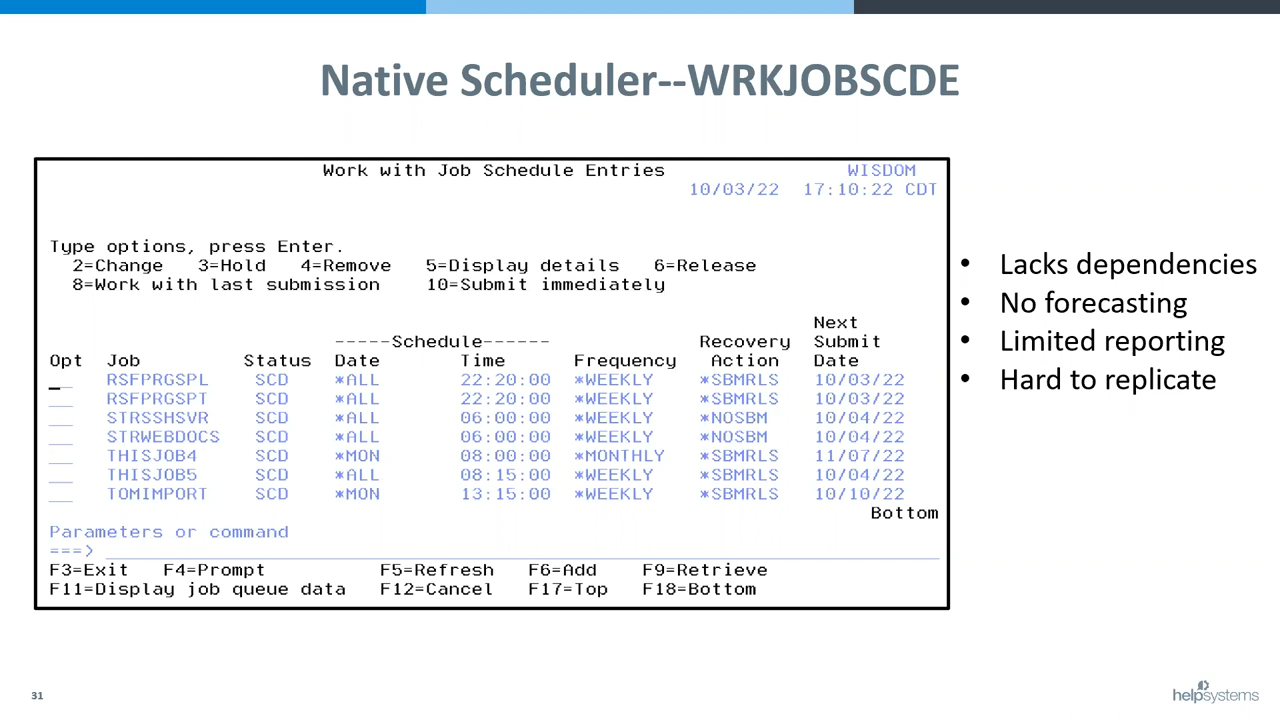 Native Scheduler--WRKJOBSCDE
Work with Job Schedule Entries WISDOM
10/03/22 17:10:22 CDT
Type options, press Enter.
2=Change 3=Hold 4=Remove 5=Display details 6=Release
8=Work with last submission 10=Submit immediately
Next
-----Schedule------ Recovery Submit
Opt Job Status Date Time Frequency Action Date
RSFPRGSPL SCD *ALL 22:20:00 *WEEKLY *SBMRLS 10/03/22
RSFPRGSPT SCD *ALL 22:20:00 *WEEKLY *SBMRLS 10/03/22
STRSSHSVR SCD *ALL 06:00:00 *WEEKLY *NOSBM 10/04/22
STRWEBDOCS SCD *ALL 06:00:00 *WEEKLY *NOSBM 10/04/22
THISJOB4 SCD *MON 08:00:00 *MONTHLY *SBMRLS 11/07/22
THISJOB5 SCD *ALL 08:15:00 *WEEKLY *SBMRLS 10/04/22
TOMIMPORT SCD *MON 13:15:00 *WEEKLY *SBMRLS 10/10/22
Bottom
Parameters or command
===>
F3=Exit F4=Prompt F5=Refresh F6=Add F9=Retrieve
F11=Display job queue data F12=Cancel F17=Top F18=Bottom
• Lacks dependencies
• No forecasting
• Limited reporting
• Hard to replicate
31
helpsystems